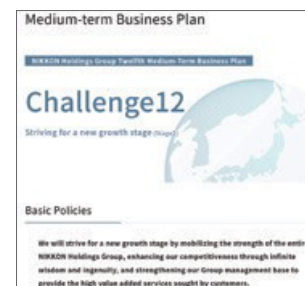 Medium-term Business Plan
NIKKON Holdings Group Twelfth Medium-Term Business Plan
Challenge12
Striving for a new growth stage (Stage2)
Basic Policies
We will strive for a new growth stage by mobilizing the strength of the entir
NIKKON Holdings Group, enhancing our competitiveness through infinite
wisdom and ingenuity, and strengthening our Group management base to
provide the high value added services sought by customers.